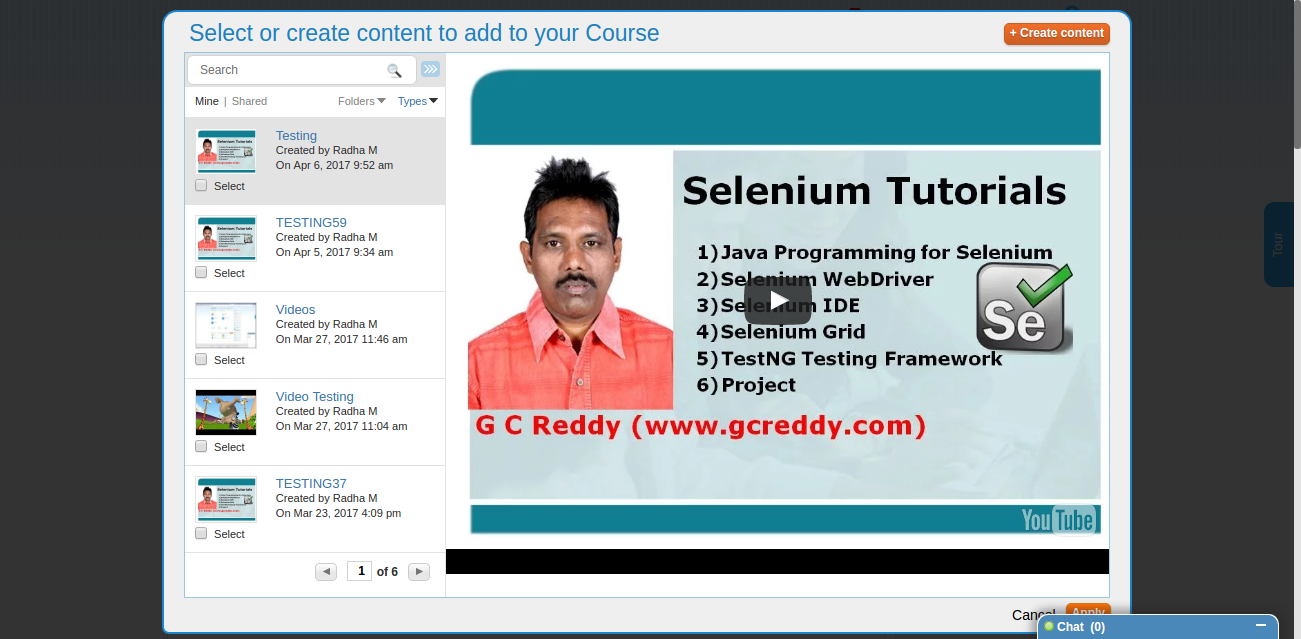 Select or create content to add to your Course
+ Create content
Search
Mine | Shared
Folders
Types
Testing
Created by Radha M
On Apr 6, 2017 9:52 am
Select
TESTING59
Created by Radha M
On Apr 5, 2017 9:34 am
Select
Videos
Created by Radha M
On Mar 27, 2017 11:46 am
Select
Video Testing
Created by Radha M
On Mar 27, 2017 11:04 am
Select
TESTING37
Created by Radha M
On Mar 23, 2017 4:09 pm
Select
1 of 6
Selenium Tutorials
1) Java Programming for Selenium
2) Selenium WebDriver
3) Selenium IDE
4) Selenium Grid
5) TestNG Testing Framework
6) Project
Se
G C Reddy (www.gcreddy.com)
YouTube
Tour
Cancel
Apply
Chat (0)